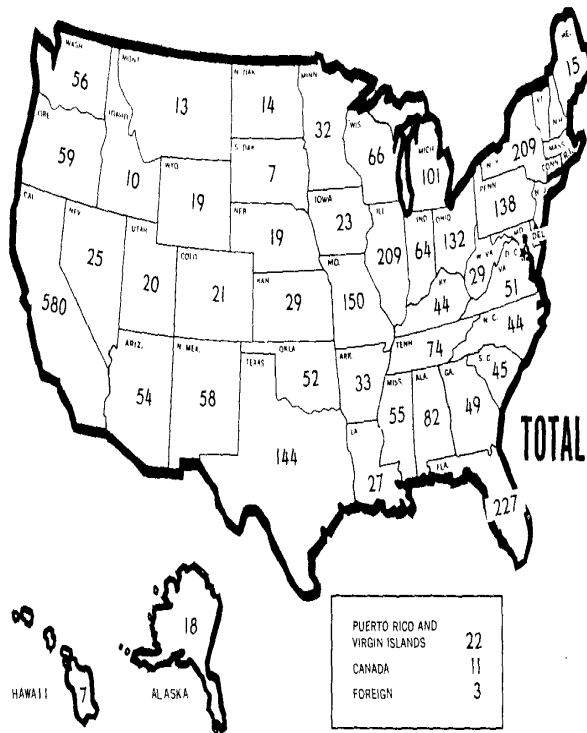 WASH
56
MONT
13
N. DAK
14
MINN
32
ME.
15
ORE
59
IDAHO
10
S. DAK
7
WIS.
66
MICH
101
VT
N.H
N.Y.
209
MASS
CONN
R.I.
WYO.
19
IOWA
23
PENN
138
N.J.
CAL
580
NEV.
25
UTAH
20
COLO
21
NEB
19
ILL
209
IND
64
OHIO
132
MD.
DEL
D.C.
W.VA
29
VA
51
KAN
29
MO.
150
KY
44
N.C.
44
ARIZ.
54
N. MEX.
58
TEXAS
144
OKLA
52
ARK
33
TENN
74
S.C
45
MISS.
55
ALA.
82
GA.
49
LA
27
FLA.
227
TOTAL
HAWAII
7
ALASKA
18
PUERTO RICO AND
VIRGIN ISLANDS 22
CANADA 11
FOREIGN 3